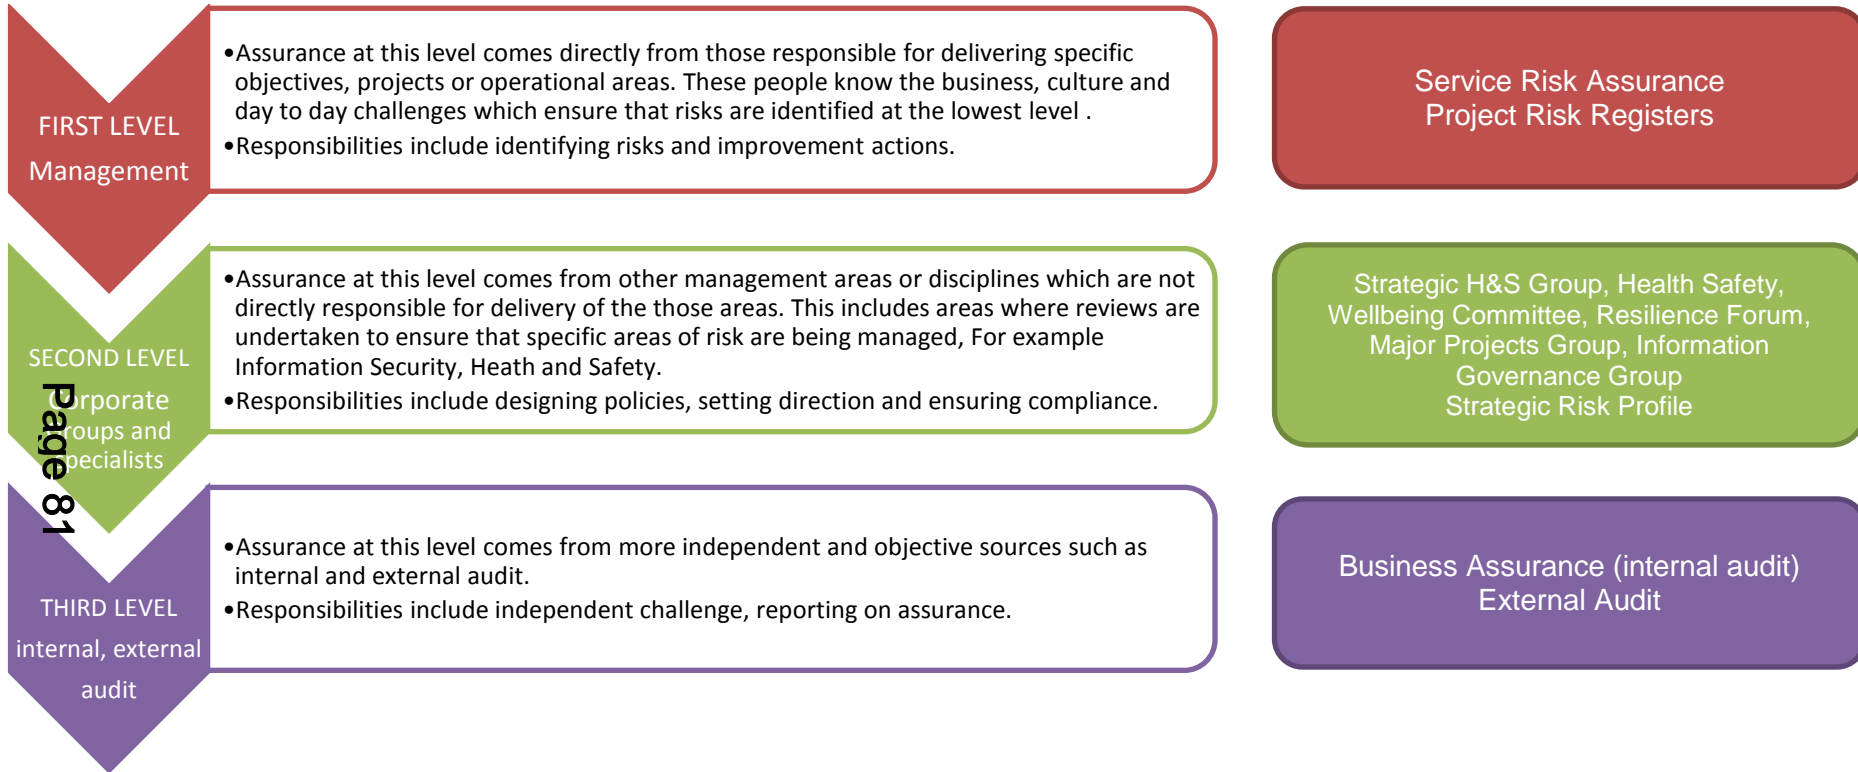 FIRST LEVEL
Management
•Assurance at this level comes directly from those responsible for delivering specific
objectives, projects or operational areas. These people know the business, culture and
day to day challenges which ensure that risks are identified at the lowest level .
•Responsibilities include identifying risks and improvement actions.
Service Risk Assurance
Project Risk Registers
SECOND LEVEL
Corporate
groups and
specialists
•Assurance at this level comes from other management areas or disciplines which are not
directly responsible for delivery of the those areas. This includes areas where reviews are
undertaken to ensure that specific areas of risk are being managed, For example
Information Security, Heath and Safety.
•Responsibilities include designing policies, setting direction and ensuring compliance.
Strategic H&S Group, Health Safety,
Wellbeing Committee, Resilience Forum,
Major Projects Group, Information
Governance Group
Strategic Risk Profile
Page 81
THIRD LEVEL
internal, external
audit
•Assurance at this level comes from more independent and objective sources such as
internal and external audit.
•Responsibilities include independent challenge, reporting on assurance.
Business Assurance (internal audit)
External Audit